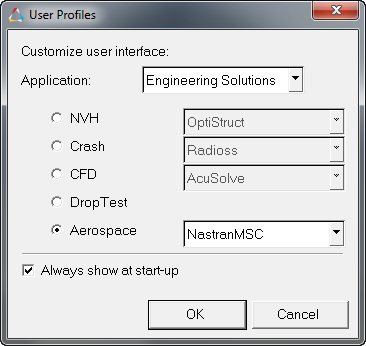 User Profiles
Customize user interface:
Application: Engineering Solutions
NVH OptiStruct
Crash Radioss
CFD AcuSolve
DropTest
Aerospace NastranMSC
Always show at start-up
OK Cancel